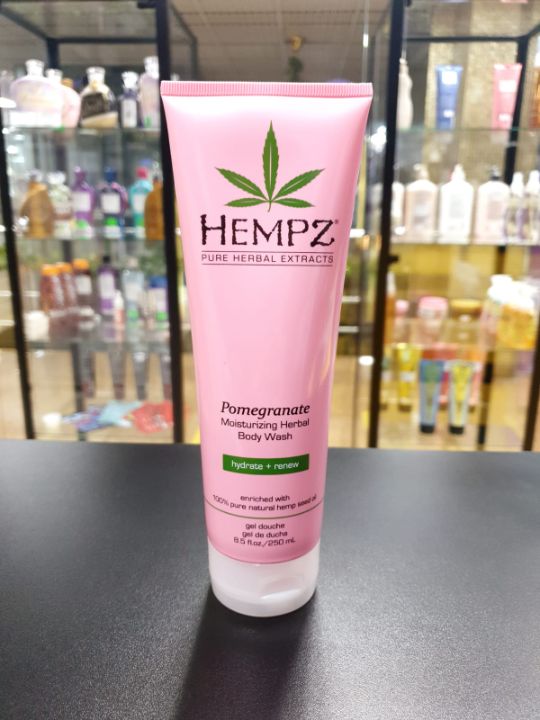 HEMPZ®
PURE HERBAL EXTRACTS
Pomegranate
Moisturizing Herbal
Body Wash
hydrate + renew
enriched with
100% pure natural hemp seed oil
gel douche
gel de ducha
8.5 fl.oz./250 mL